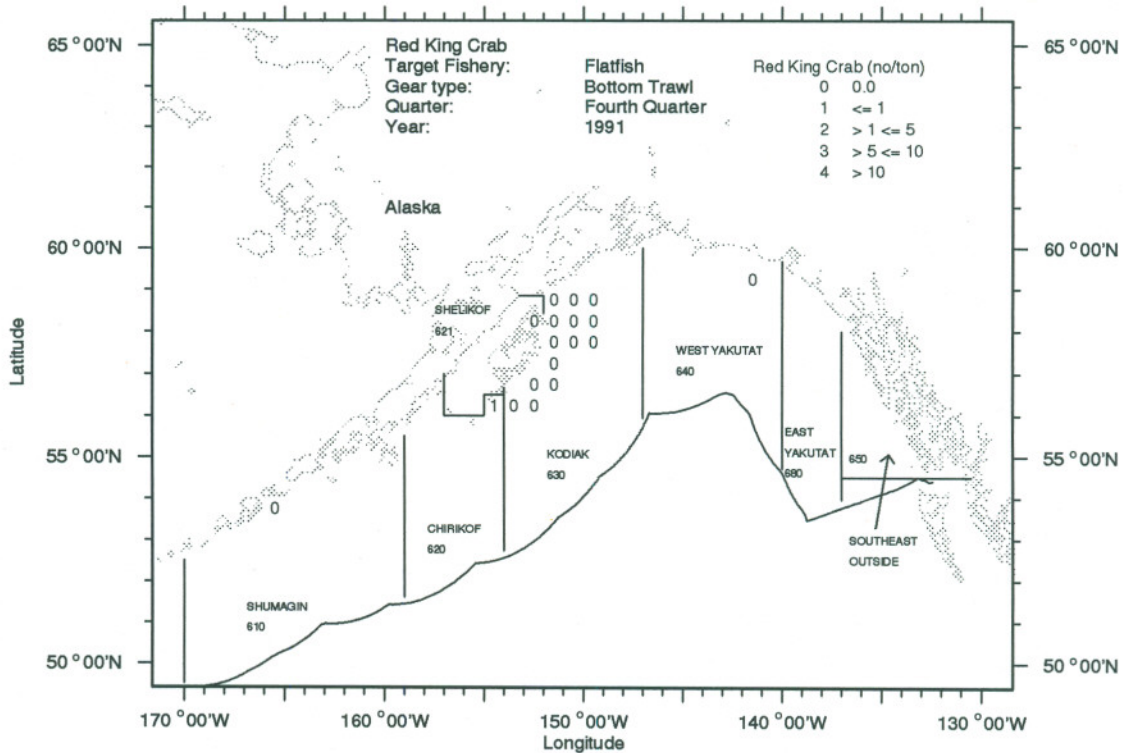 65 °00'N
65 °00'N
Red King Crab
Target Fishery: Flatfish
Gear type: Bottom Trawl
Quarter: Fourth Quarter
Year: 1991
Red King Crab (no/ton)
0 0.0
1 <= 1
2 > 1 <= 5
3 > 5 <= 10
4 > 10
Alaska
60 °00'N
60 °00'N
0
SHELIKOF
621
0 0 0
0 0 0 0
0 0 0
0
0 0
1 0 0
WEST YAKUTAT
640
EAST
YAKUTAT
680
650
KODIAK
630
55 °00'N
55 °00'N
0
CHIRIKOF
620
SOUTHEAST
OUTSIDE
SHUMAGIN
610
50 °00'N
50 °00'N
Latitude
170 °00'W
160 °00'W
150 °00'W
140 °00'W
130 °00'W
Longitude